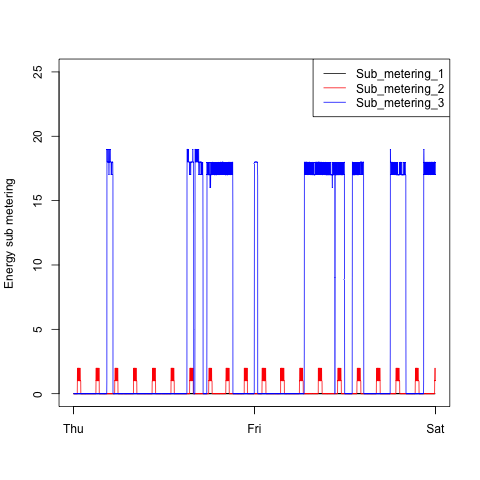 Sub_metering_1
Sub_metering_2
Sub_metering_3
25
20
15
10
5
0
Energy sub metering
Thu Fri Sat